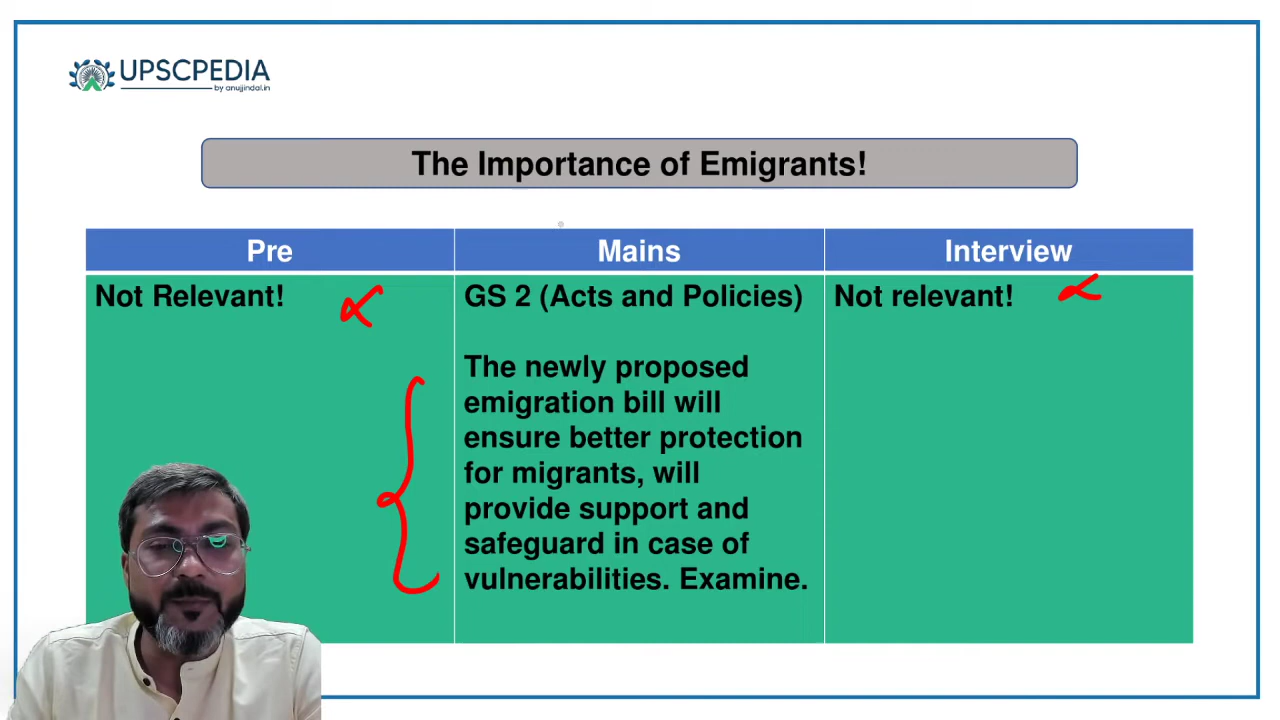 UPSCPEDIA
by anujjindal.in
The Importance of Emigrants!
Pre
Mains
Interview
Not Relevant!
GS 2 (Acts and Policies)
The newly proposed
emigration bill will
ensure better protection
for migrants, will
provide support and
safeguard in case of
vulnerabilities. Examine.
Not relevant!